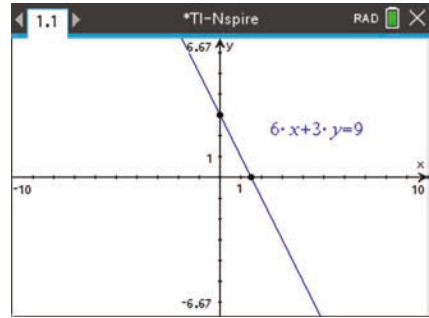 1.1 *TI-Nspire RAD
6.67 y
6·x+3·y=9
1
x
-10 1 10
-6.67